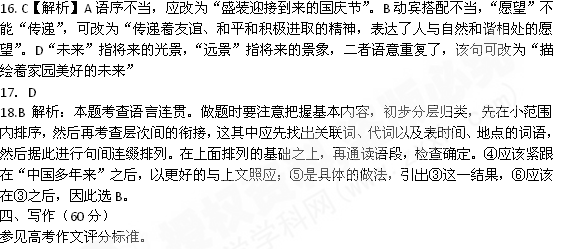 16. C【解析】A 语序不当，应改为“盛装迎接到来的国庆节”。B 动宾搭配不当，“愿望”不
能“传递”，可改为“传递着友谊、和平和积极进取的精神，表达了人与自然和谐相处的愿
望”。D“未来”指将来的光景，“远景”指将来的景象，二者语意重复了，该句可改为“描
绘着家园美好的未来”
17. D
18.B 解析：本题考查语言连贯。做题时要注意把握基本内容，初步分层归类，先在小范围
内排序，然后再考查层次间的衔接，这其中应先找出关联词、代词以及表时间、地点的词语，
然后据此进行句间连缀排列。在上面排列的基础之上，再通读语段，检查确定。④应该紧跟
在“中国多年来”之后，以更好的与上文照应；⑤是具体的做法，引出③这一结果，⑥应该
在③之后，因此选 B。
四、写作（60 分）
参见高考作文评分标准。